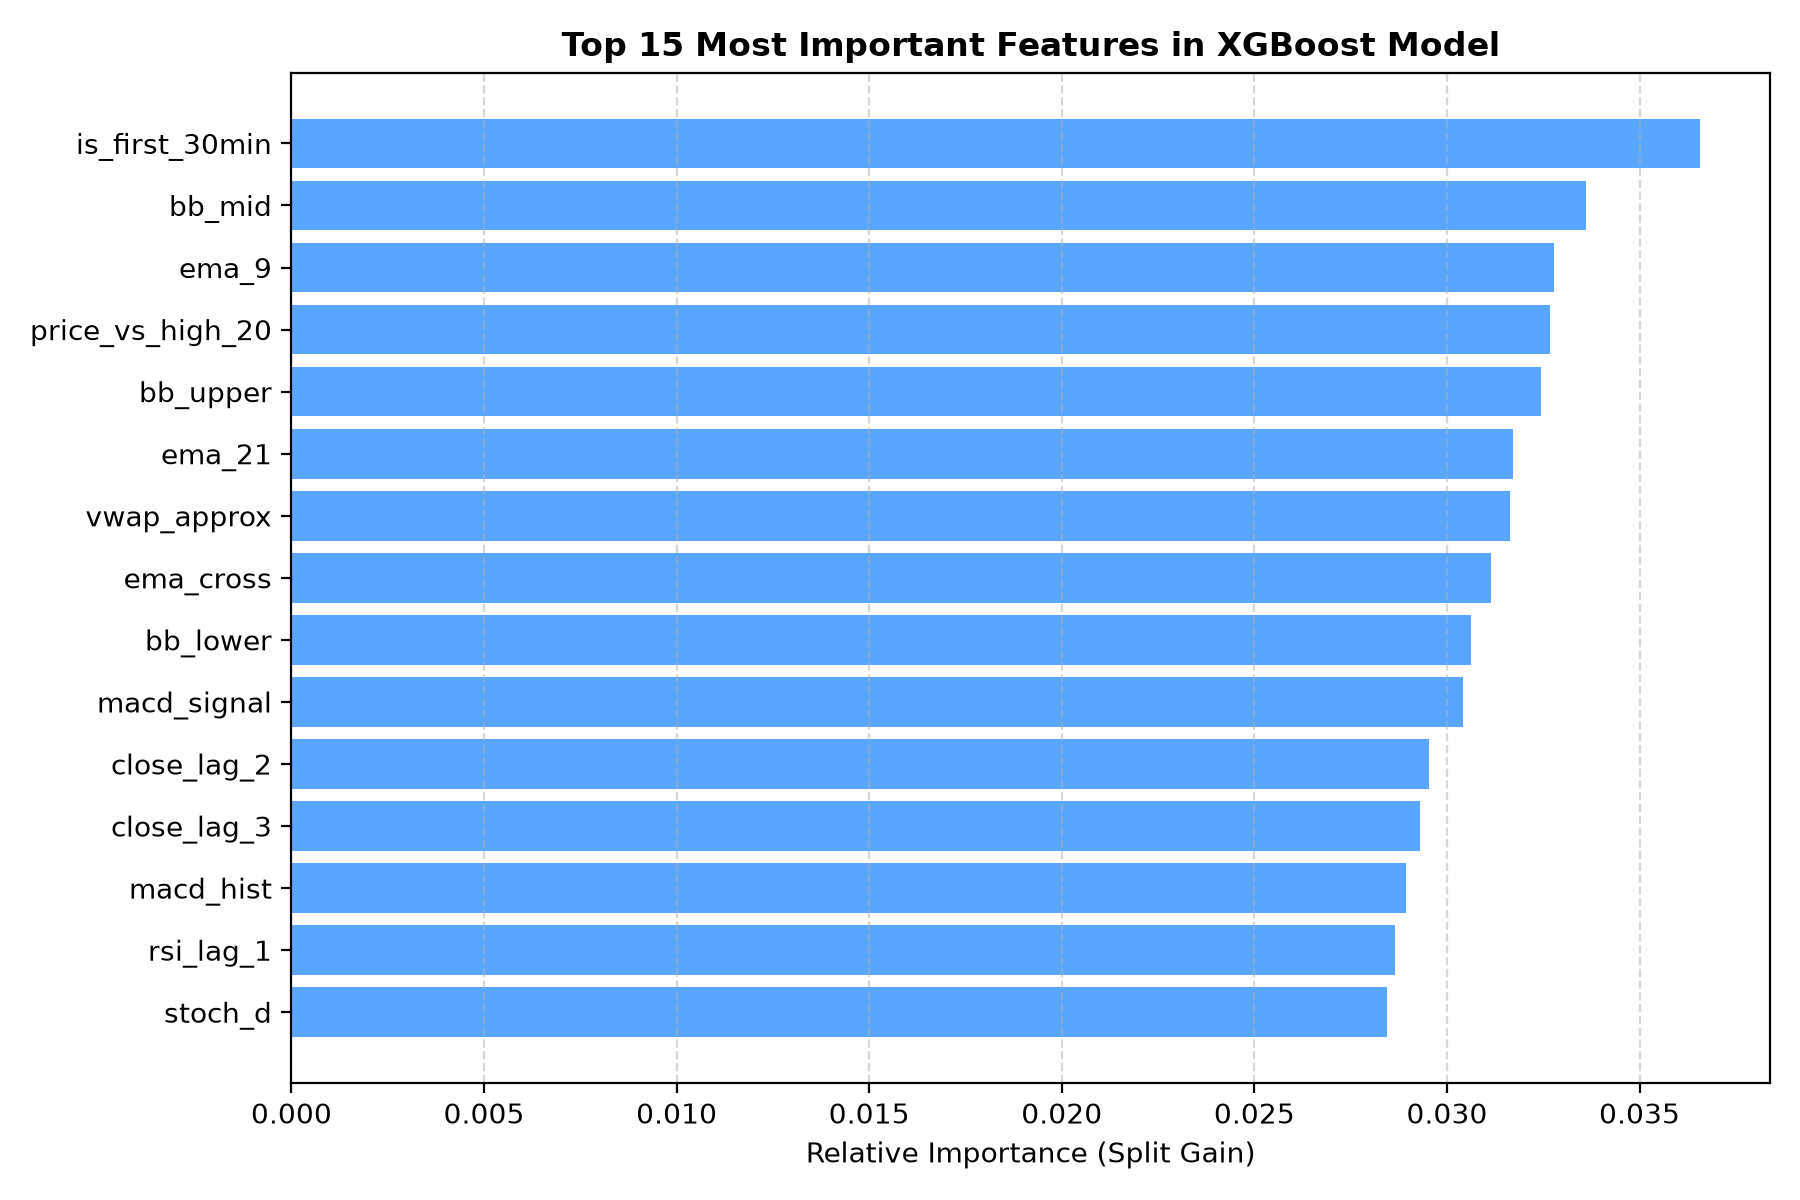 Top 15 Most Important Features in XGBoost Model
is_first_30min
bb_mid
ema_9
price_vs_high_20
bb_upper
ema_21
vwap_approx
ema_cross
bb_lower
macd_signal
close_lag_2
close_lag_3
macd_hist
rsi_lag_1
stoch_d
0.000 0.005 0.010 0.015 0.020 0.025 0.030 0.035
Relative Importance (Split Gain)